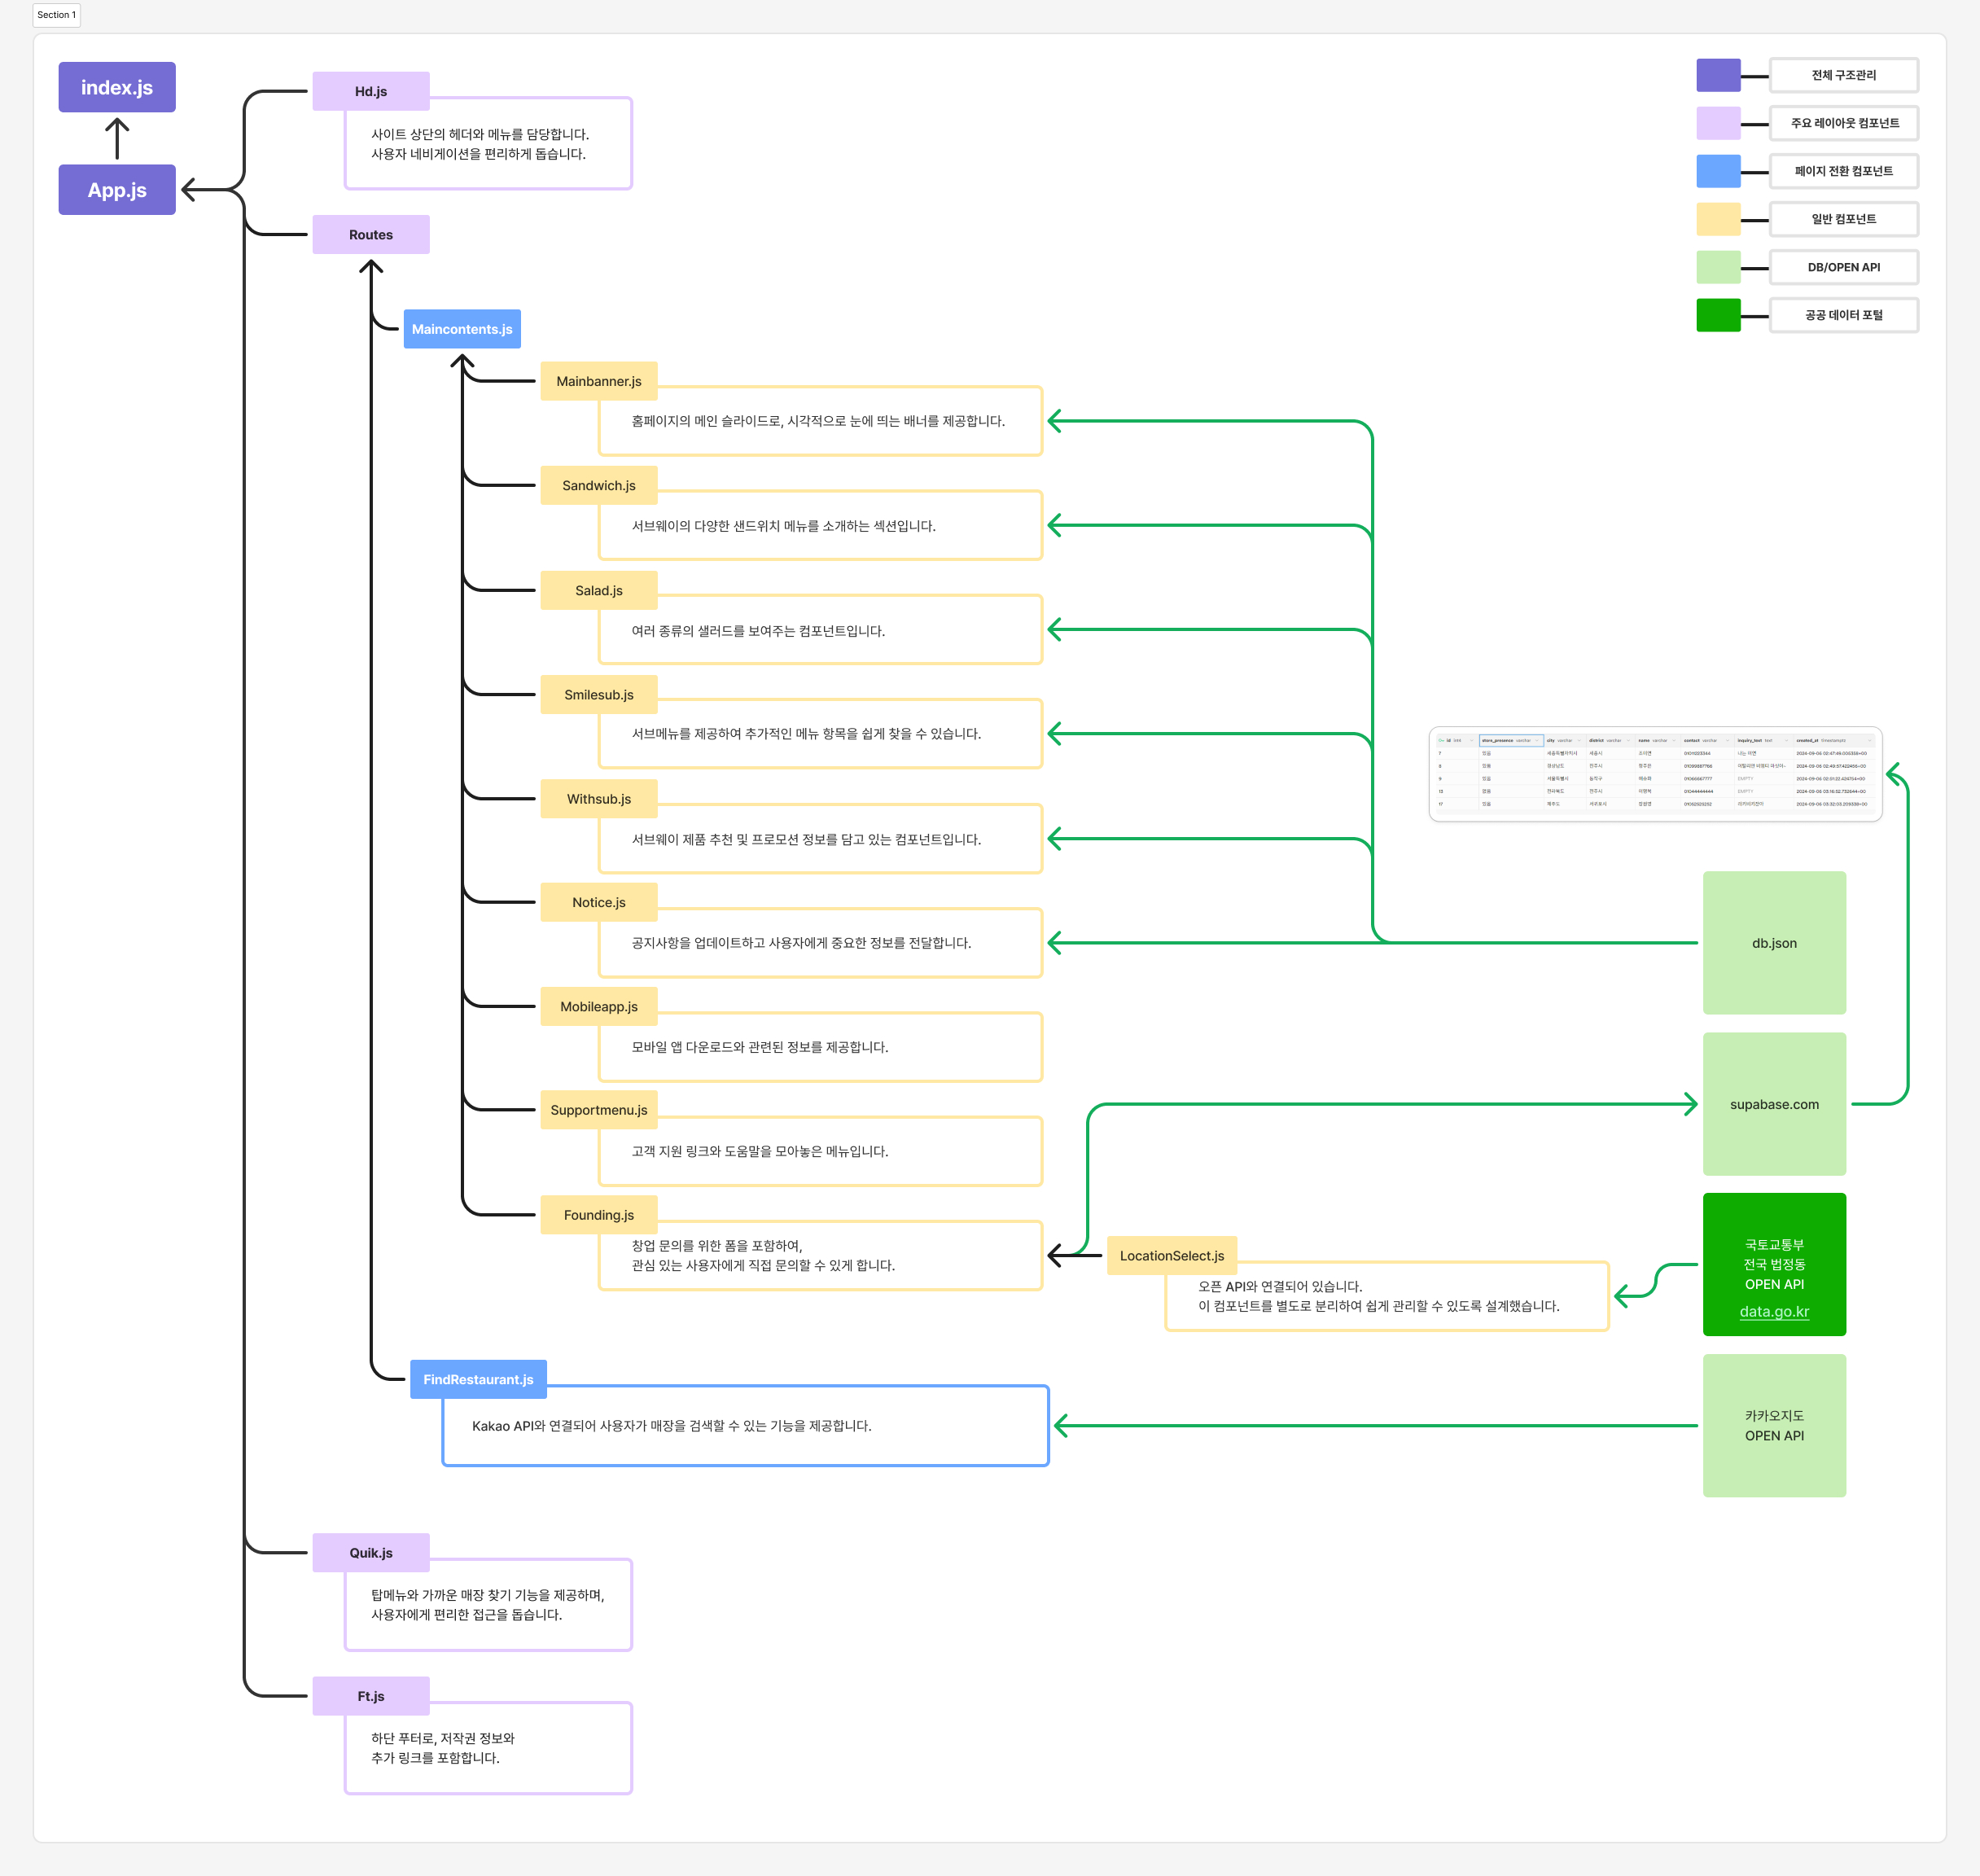 Section 1
index.js
App.js
Hd.js
사이트 상단의 헤더와 메뉴를 담당합니다.
사용자 네비게이션을 편리하게 돕습니다.
Routes
Maincontents.js
Mainbanner.js
홈페이지의 메인 슬라이드로, 시각적으로 눈에 띄는 배너를 제공합니다.
Sandwich.js
서브웨이의 다양한 샌드위치 메뉴를 소개하는 섹션입니다.
Salad.js
여러 종류의 샐러드를 보여주는 컴포넌트입니다.
Smilesub.js
서브메뉴를 제공하여 추가적인 메뉴 항목을 쉽게 찾을 수 있습니다.
Withsub.js
서브웨이 제품 추천 및 프로모션 정보를 담고 있는 컴포넌트입니다.
Notice.js
공지사항을 업데이트하고 사용자에게 중요한 정보를 전달합니다.
Mobileapp.js
모바일 앱 다운로드와 관련된 정보를 제공합니다.
Supportmenu.js
고객 지원 링크와 도움말을 모아놓은 메뉴입니다.
Founding.js
창업 문의를 위한 폼을 포함하여,
관심 있는 사용자에게 직접 문의할 수 있게 합니다.
LocationSelect.js
오픈 API와 연결되어 있습니다.
이 컴포넌트를 별도로 분리하여 쉽게 관리할 수 있도록 설계했습니다.
FindRestaurant.js
Kakao API와 연결되어 사용자가 매장을 검색할 수 있는 기능을 제공합니다.
Quik.js
탑메뉴와 가까운 매장 찾기 기능을 제공하며,
사용자에게 편리한 접근을 돕습니다.
Ft.js
하단 푸터로, 저작권 정보와
추가 링크를 포함합니다.
전체 구조관리
주요 레이아웃 컴포넌트
페이지 전환 컴포넌트
일반 컴포넌트
DB/OPEN API
공공 데이터 포털
id store_presence varchar city varchar district varchar name varchar contact varchar inquiry_text text created_at timestamptz
db.json
supabase.com
국토교통부
전국 법정동
OPEN API
data.go.kr
카카오지도
OPEN API